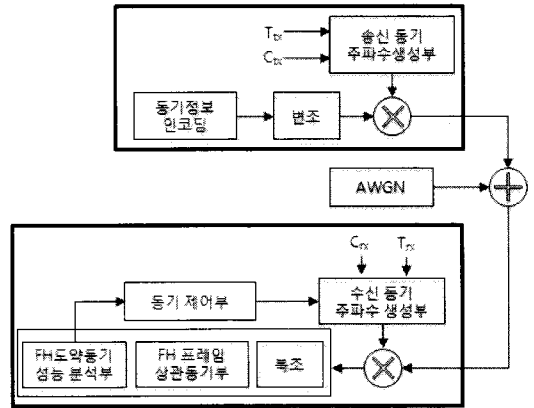 T_tx
C_tx
송신 동기
주파수생성부
동기정보
인코딩
변조
AWGN
C_rx
T_rx
수신 동기
주파수 생성부
동기 제어부
FH도약동기
성능 분석부
FH 프레임
상관동기부
복조